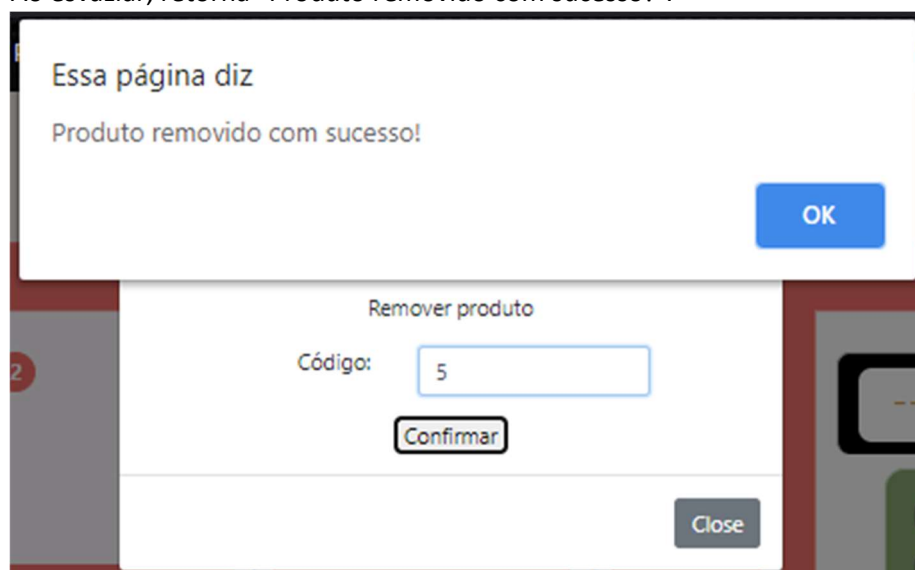 Ao esvaziar, retorna "Produto removido com sucesso!".
Essa página diz
Produto removido com sucesso!
OK
Remover produto
Código:
5
Confirmar
2
--
Close